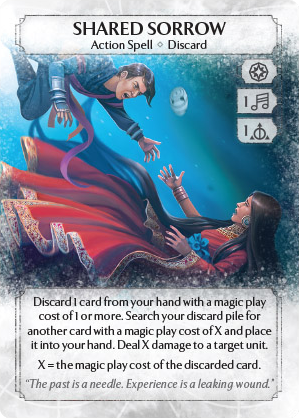 SHARED SORROW
Action Spell ⬦ Discard
1
1
Discard 1 card from your hand with a magic play
cost of 1 or more. Search your discard pile for
another card with a magic play cost of X and place
it into your hand. Deal X damage to a target unit.
X = the magic play cost of the discarded card.
"The past is a needle. Experience is a leaking wound."